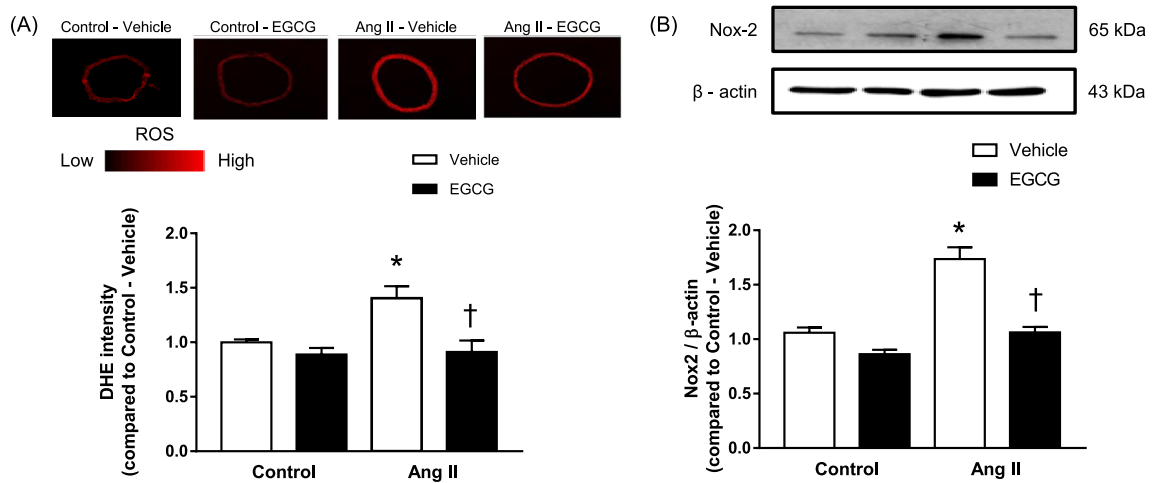 (A)
Control - Vehicle
Control - EGCG
Ang II - Vehicle
Ang II - EGCG
ROS
Low
High
Vehicle
EGCG
DHE intensity
(compared to Control - Vehicle)
2.0
1.5
1.0
0.5
0.0
*
†
Control
Ang II
(B)
Nox-2
65 kDa
β - actin
43 kDa
Vehicle
EGCG
Nox2 / β-actin
(compared to Control - Vehicle)
2.0
1.5
1.0
0.5
0.0
*
†
Control
Ang II